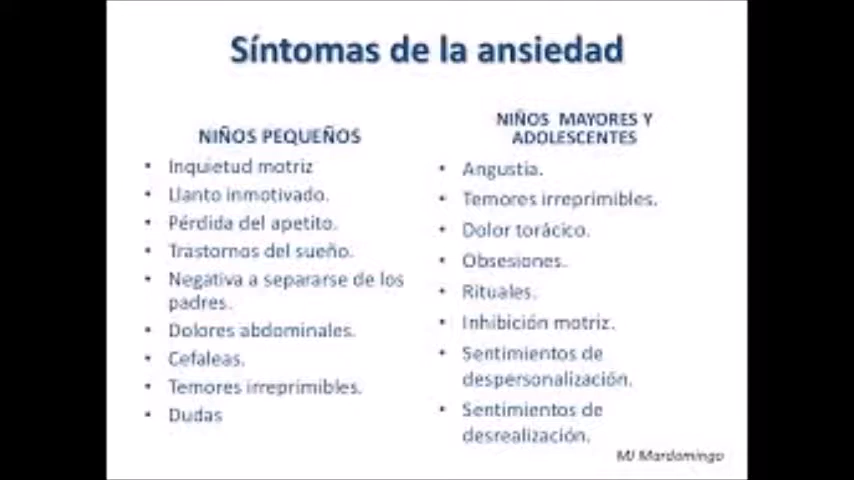 Síntomas de la ansiedad
NIÑOS PEQUEÑOS
• Inquietud motriz
• Llanto inmotivado.
• Pérdida del apetito.
• Trastornos del sueño.
• Negativa a separarse de los
padres.
• Dolores abdominales.
• Cefaleas.
• Temores irreprimibles.
• Dudas
NIÑOS MAYORES Y
ADOLESCENTES
• Angustia.
• Temores irreprimibles.
• Dolor torácico.
• Obsesiones.
• Rituales.
• Inhibición motriz.
• Sentimientos de
despersonalización.
• Sentimientos de
desrealización.
MJ Mardomingo